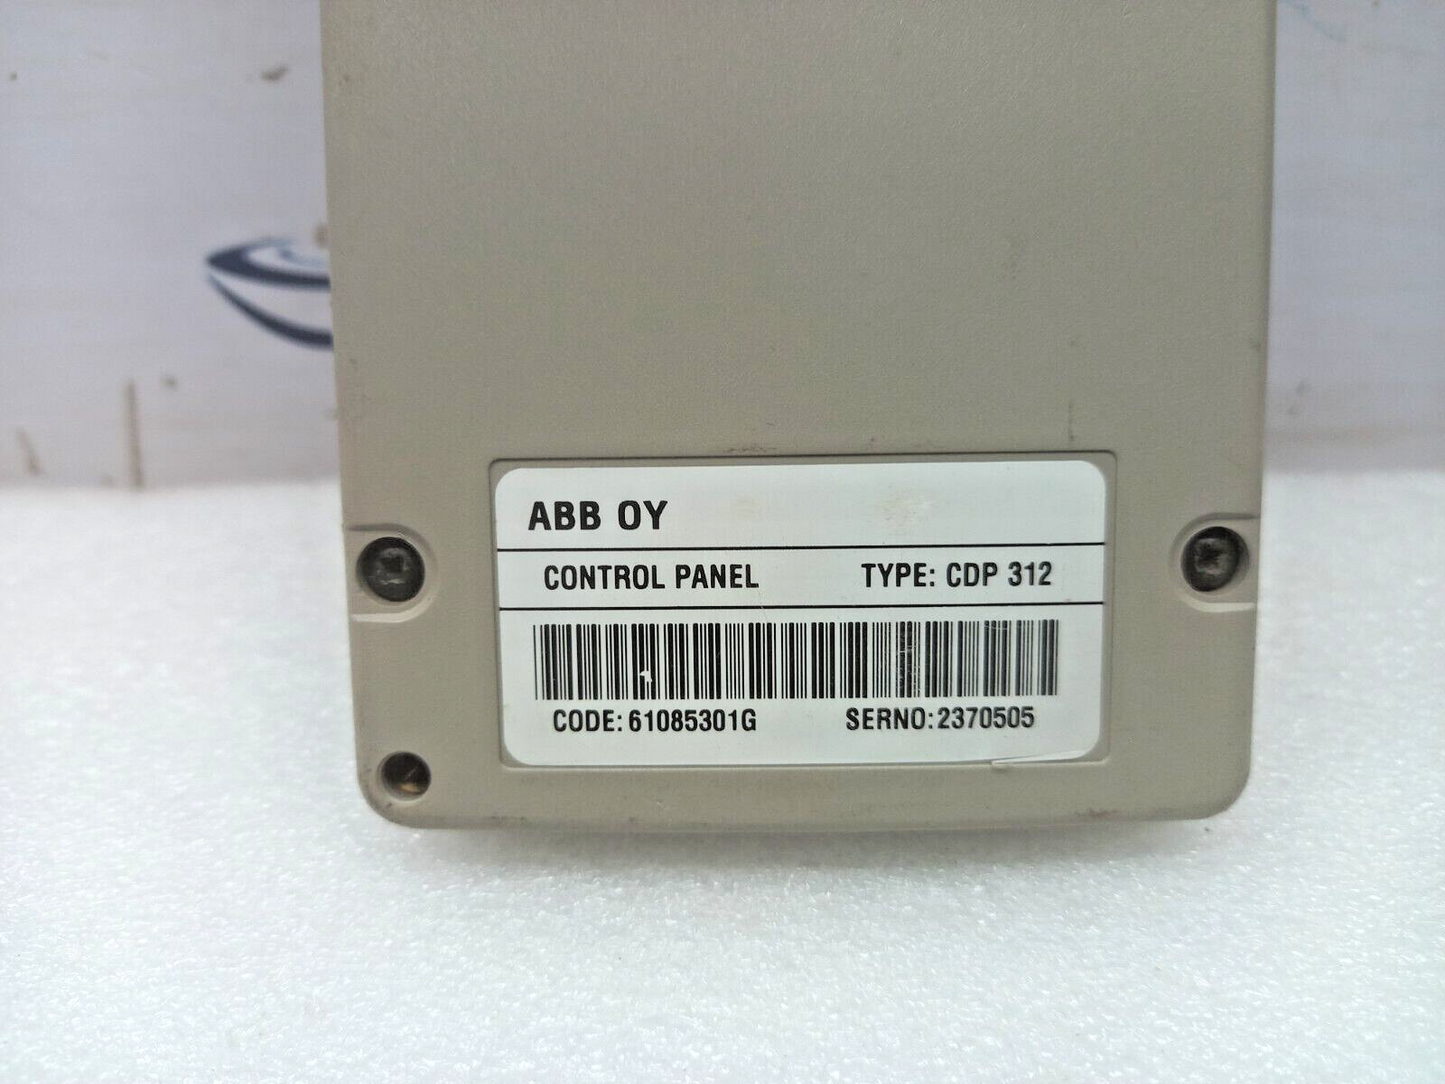 ABB OY
CONTROL PANEL TYPE: CDP 312
CODE: 61085301G SERNO: 2370505